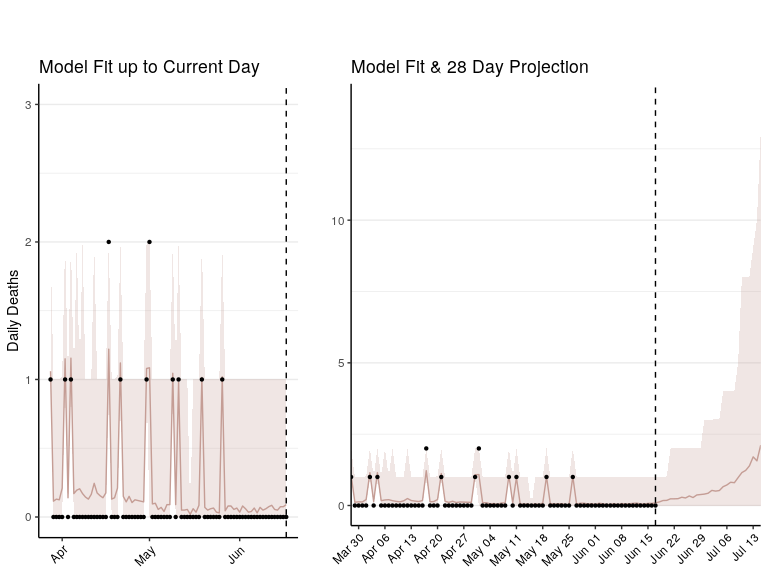 Model Fit up to Current Day
Daily Deaths
3
2
1
0
Apr
May
Jun
Model Fit & 28 Day Projection
10
5
0
Mar 30
Apr 06
Apr 13
Apr 20
Apr 27
May 04
May 11
May 18
May 25
Jun 01
Jun 08
Jun 15
Jun 22
Jun 29
Jul 06
Jul 13